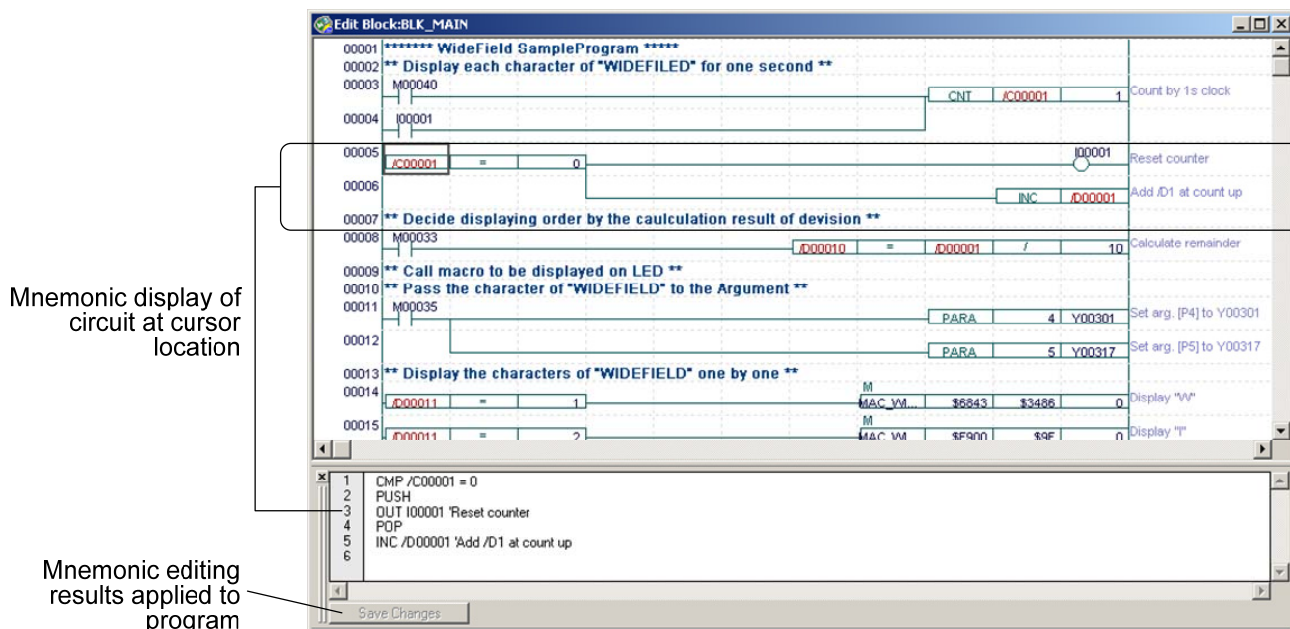 Edit Block:BLK_MAIN
00001 ******* WideField SampleProgram *****
00002 ** Display each character of "WIDEFILED" for one second **
00003 M00040
CNT /C00001 1 Count by 1s clock
00004 I00001
00005 /C00001 = 0 I00001 Reset counter
00006 INC /D00001 Add /D1 at count up
00007 ** Decide displaying order by the caulculation result of devision **
00008 M00033
/D00010 = /D00001 / 10 Calculate remainder
00009 ** Call macro to be displayed on LED **
00010 ** Pass the character of "WIDEFIELD" to the Argument **
00011 M00035
PARA 4 Y00301 Set arg. [P4] to Y00301
00012 PARA 5 Y00317 Set arg. [P5] to Y00317
00013 ** Display the characters of "WIDEFIELD" one by one **
00014 M
/D00011 = 1 MAC_WI... $6843 $3486 0 Display "W"
00015 M
/D00011 = 2 MAC_WI... $F900 $9F 0 Display "I"
Mnemonic display of
circuit at cursor
location
1 CMP /C00001 = 0
2 PUSH
3 OUT I00001 'Reset counter
4 POP
5 INC /D00001 'Add /D1 at count up
6
Mnemonic editing
results applied to
program
Save Changes